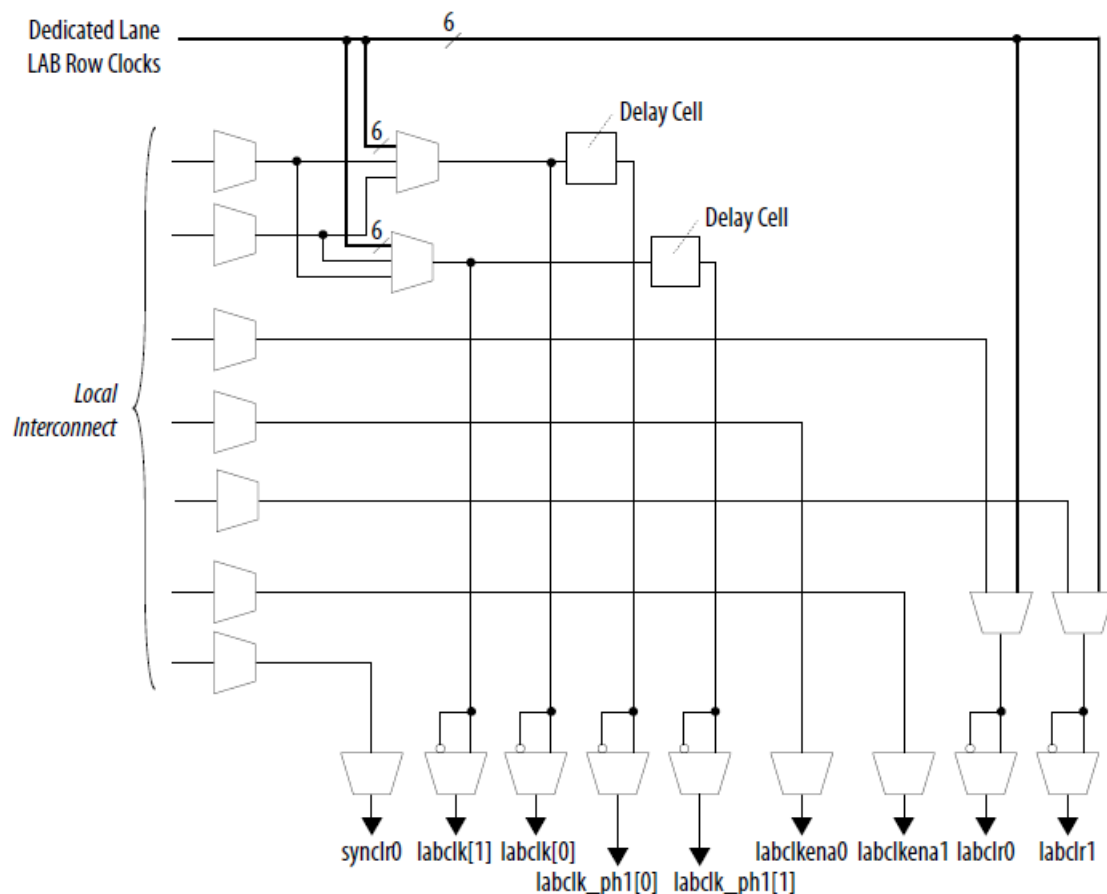 Dedicated Lane
LAB Row Clocks
6
6
Delay Cell
6
Delay Cell
Local
Interconnect
synclr0
labclk[1]
labclk[0]
labclk_ph1[0]
labclk_ph1[1]
labclkena0
labclkena1
labclr0
labclr1